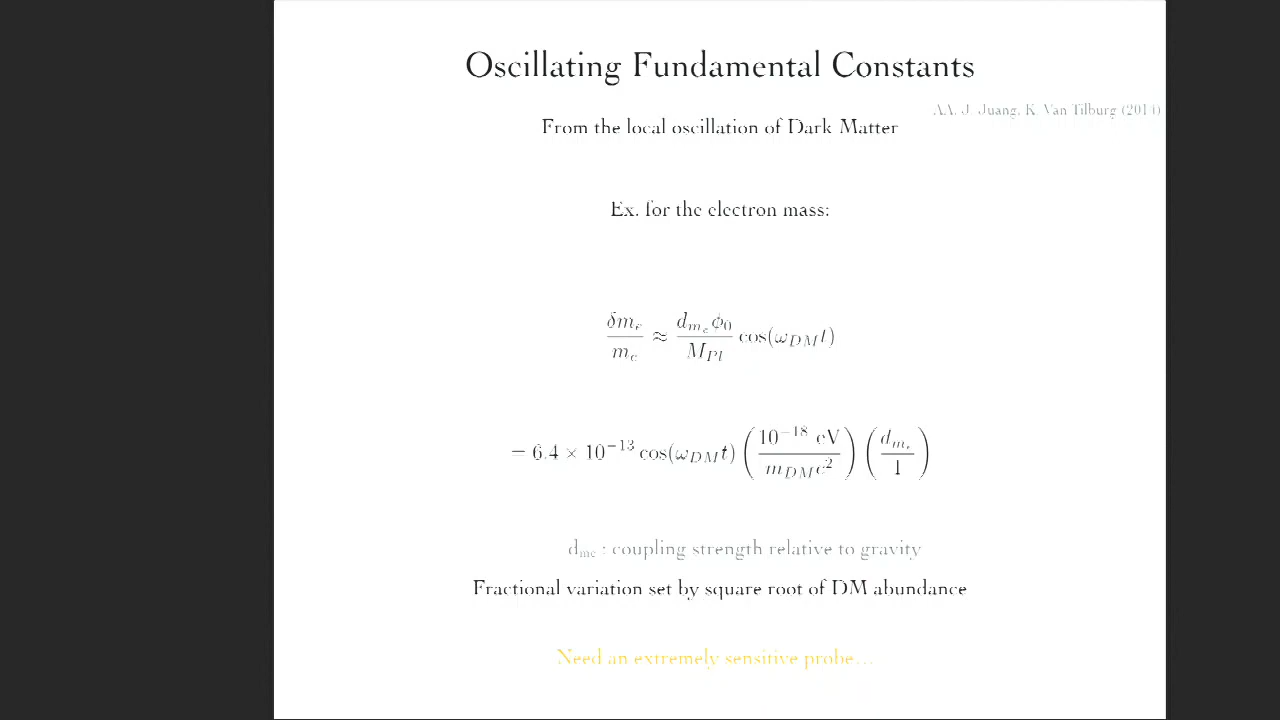 Oscillating Fundamental Constants
AA, J. Juang, K. Van Tilburg (2014)
From the local oscillation of Dark Matter
Ex. for the electron mass:
δm_e / m_e ≈ d_{m_e} ϕ_0 / M_{Pl} cos(ω_{DM} t)
= 6.4 × 10^{−13} cos(ω_{DM} t) (10^{−18} eV / m_{DM} c^2) (d_{m_e} / 1)
d_{me} : coupling strength relative to gravity
Fractional variation set by square root of DM abundance
Need an extremely sensitive probe…